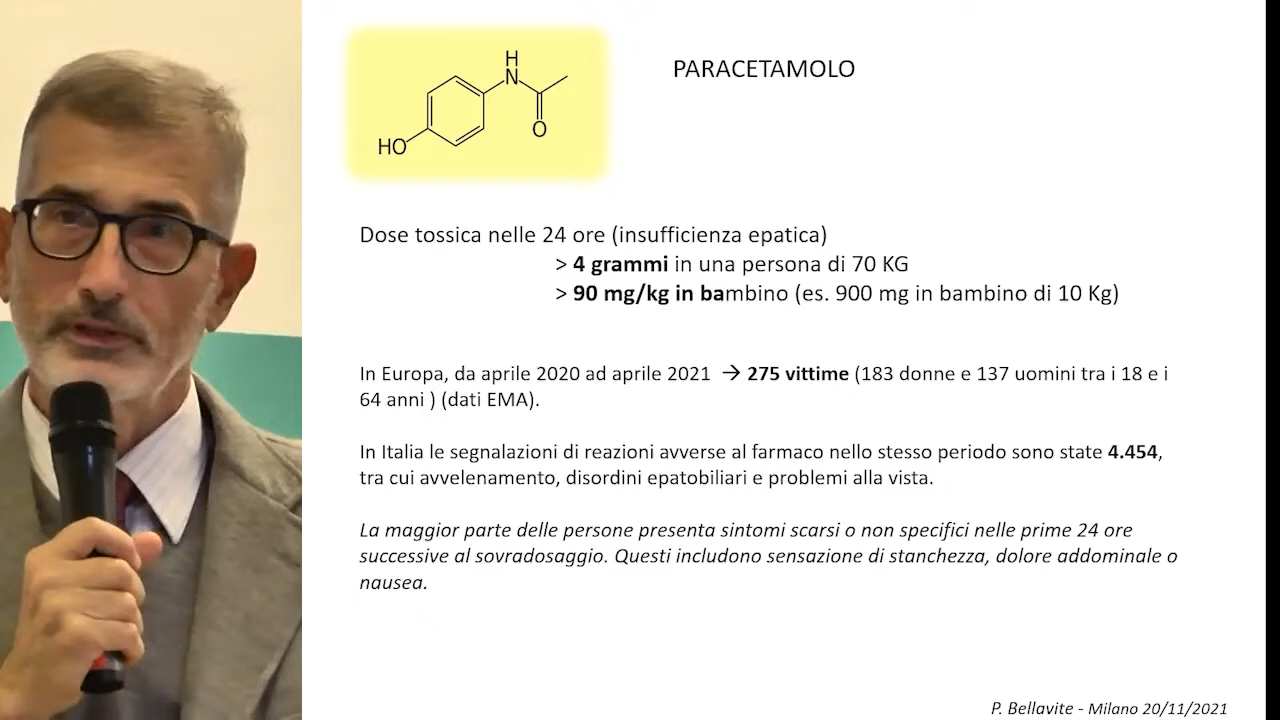 H
N
O
HO
PARACETAMOLO
Dose tossica nelle 24 ore (insufficienza epatica)
> 4 grammi in una persona di 70 KG
> 90 mg/kg in bambino (es. 900 mg in bambino di 10 Kg)
In Europa, da aprile 2020 ad aprile 2021 → 275 vittime (183 donne e 137 uomini tra i 18 e i
64 anni ) (dati EMA).
In Italia le segnalazioni di reazioni avverse al farmaco nello stesso periodo sono state 4.454,
tra cui avvelenamento, disordini epatobiliari e problemi alla vista.
La maggior parte delle persone presenta sintomi scarsi o non specifici nelle prime 24 ore
successive al sovradosaggio. Questi includono sensazione di stanchezza, dolore addominale o
nausea.
P. Bellavite - Milano 20/11/2021